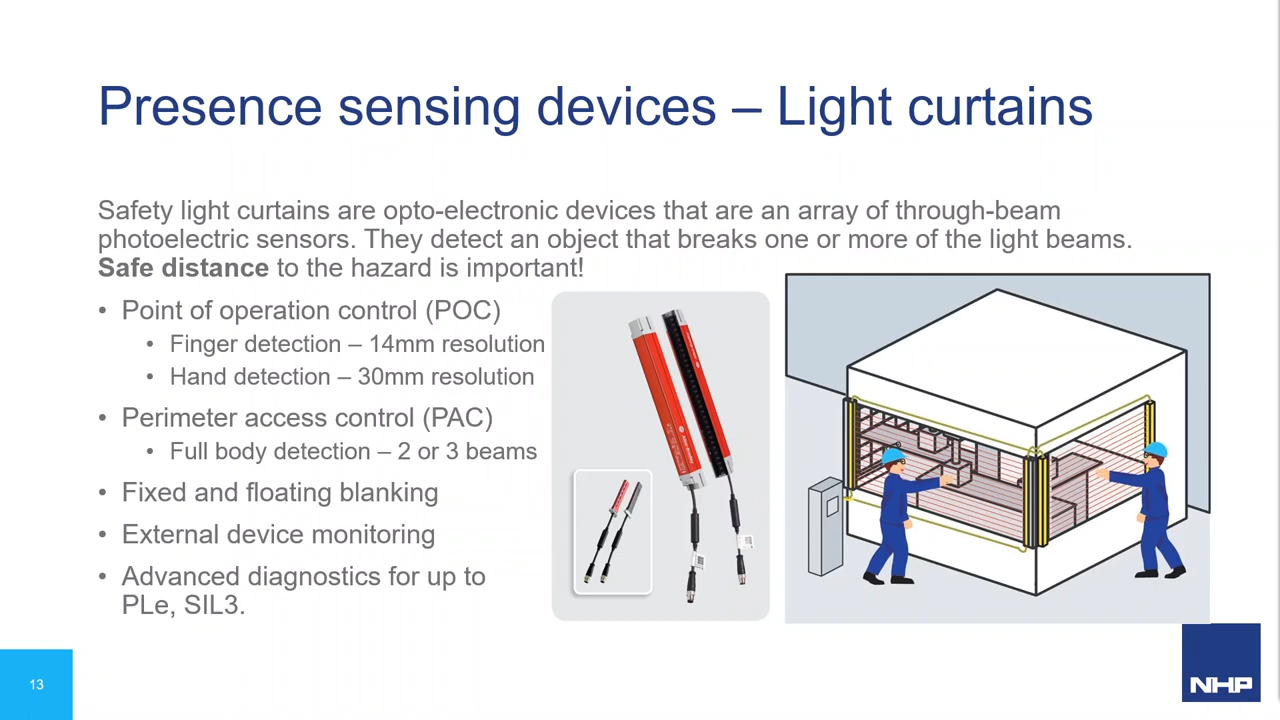 Presence sensing devices – Light curtains
Safety light curtains are opto-electronic devices that are an array of through-beam
photoelectric sensors. They detect an object that breaks one or more of the light beams.
Safe distance to the hazard is important!
• Point of operation control (POC)
• Finger detection – 14mm resolution
• Hand detection – 30mm resolution
• Perimeter access control (PAC)
• Full body detection – 2 or 3 beams
• Fixed and floating blanking
• External device monitoring
• Advanced diagnostics for up to
PLe, SIL3.
13
NHP